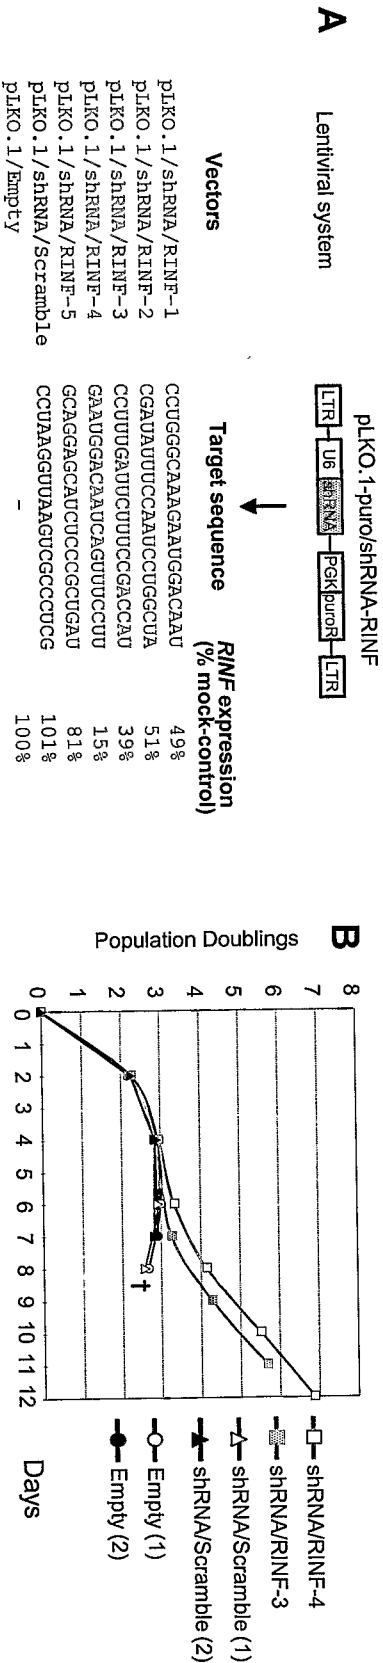 A
Lentiviral system
pLKO.1-puro/shRNA-RINF
LTR U6 shRNA PGK puroR LTR
Vectors Target sequence RINF expression
(% mock-control)
pLKO.1/shRNA/RINF-1 CCUGGGCAAAGAAUGGACAAU 49%
pLKO.1/shRNA/RINF-2 CGAUAUUUCCAAUCCUGGCUA 51%
pLKO.1/shRNA/RINF-3 CCUUUGAUUCUUUCCGACCAU 39%
pLKO.1/shRNA/RINF-4 GAAUGGACAAUCAGUUUCCUU 15%
pLKO.1/shRNA/RINF-5 GCAGGAGCAUCUCCCGCUGAU 81%
pLKO.1/shRNA/Scramble CCUAAGGUUAAGUCGCCCUCG 101%
pLKO.1/Empty – 100%
B
Population Doublings
8
7
6
5
4
3
2
1
0
0 1 2 3 4 5 6 7 8 9 10 11 12
Days
†
shRNA/RINF-4
shRNA/RINF-3
shRNA/Scramble (1)
shRNA/Scramble (2)
Empty (1)
Empty (2)